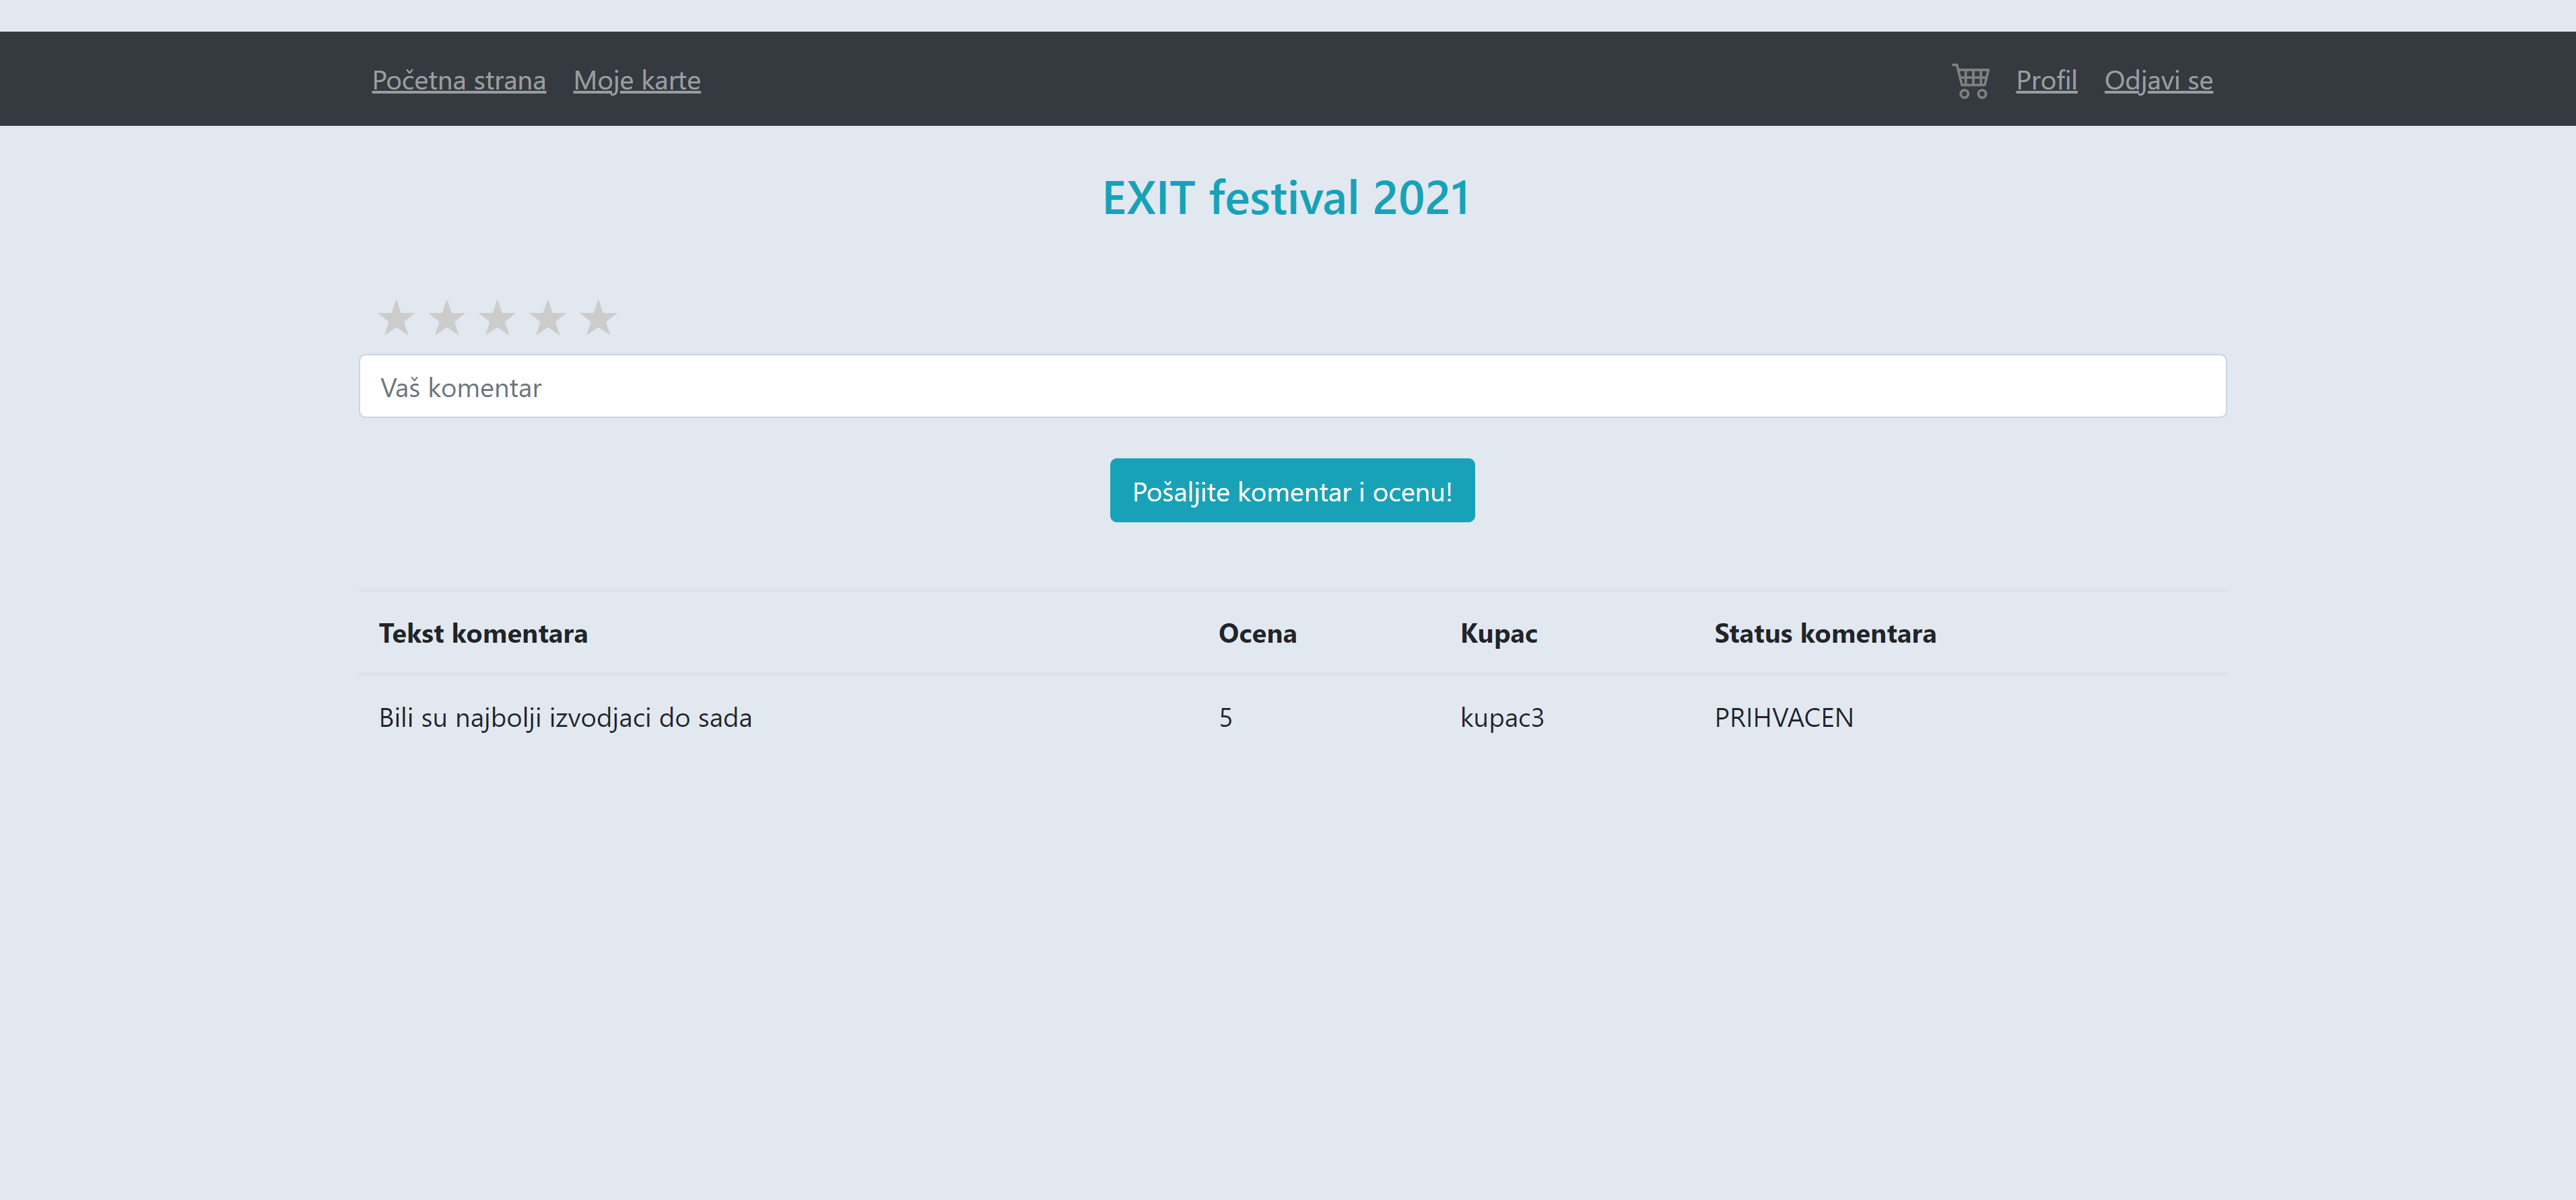 Početna strana Moje karte Profil Odjavi se
EXIT festival 2021
Vaš komentar
Pošaljite komentar i ocenu!
Tekst komentara Ocena Kupac Status komentara
Bili su najbolji izvodjaci do sada 5 kupac3 PRIHVACEN